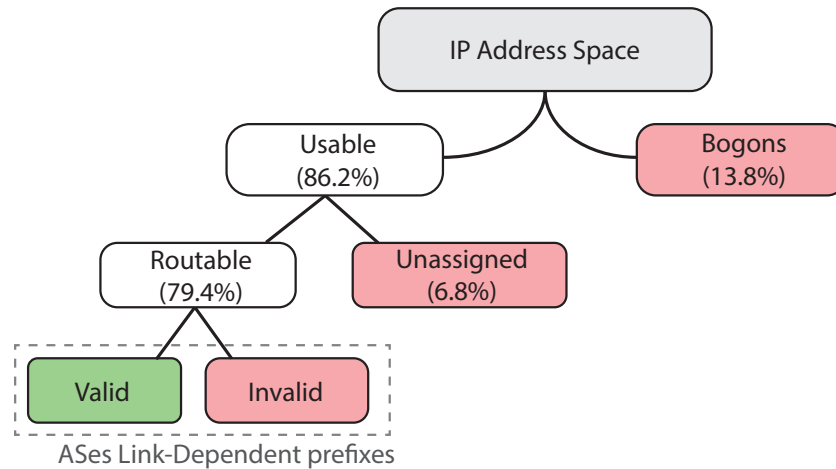 IP Address Space
Usable
(86.2%)
Bogons
(13.8%)
Routable
(79.4%)
Unassigned
(6.8%)
Valid
Invalid
ASes Link-Dependent prefixes